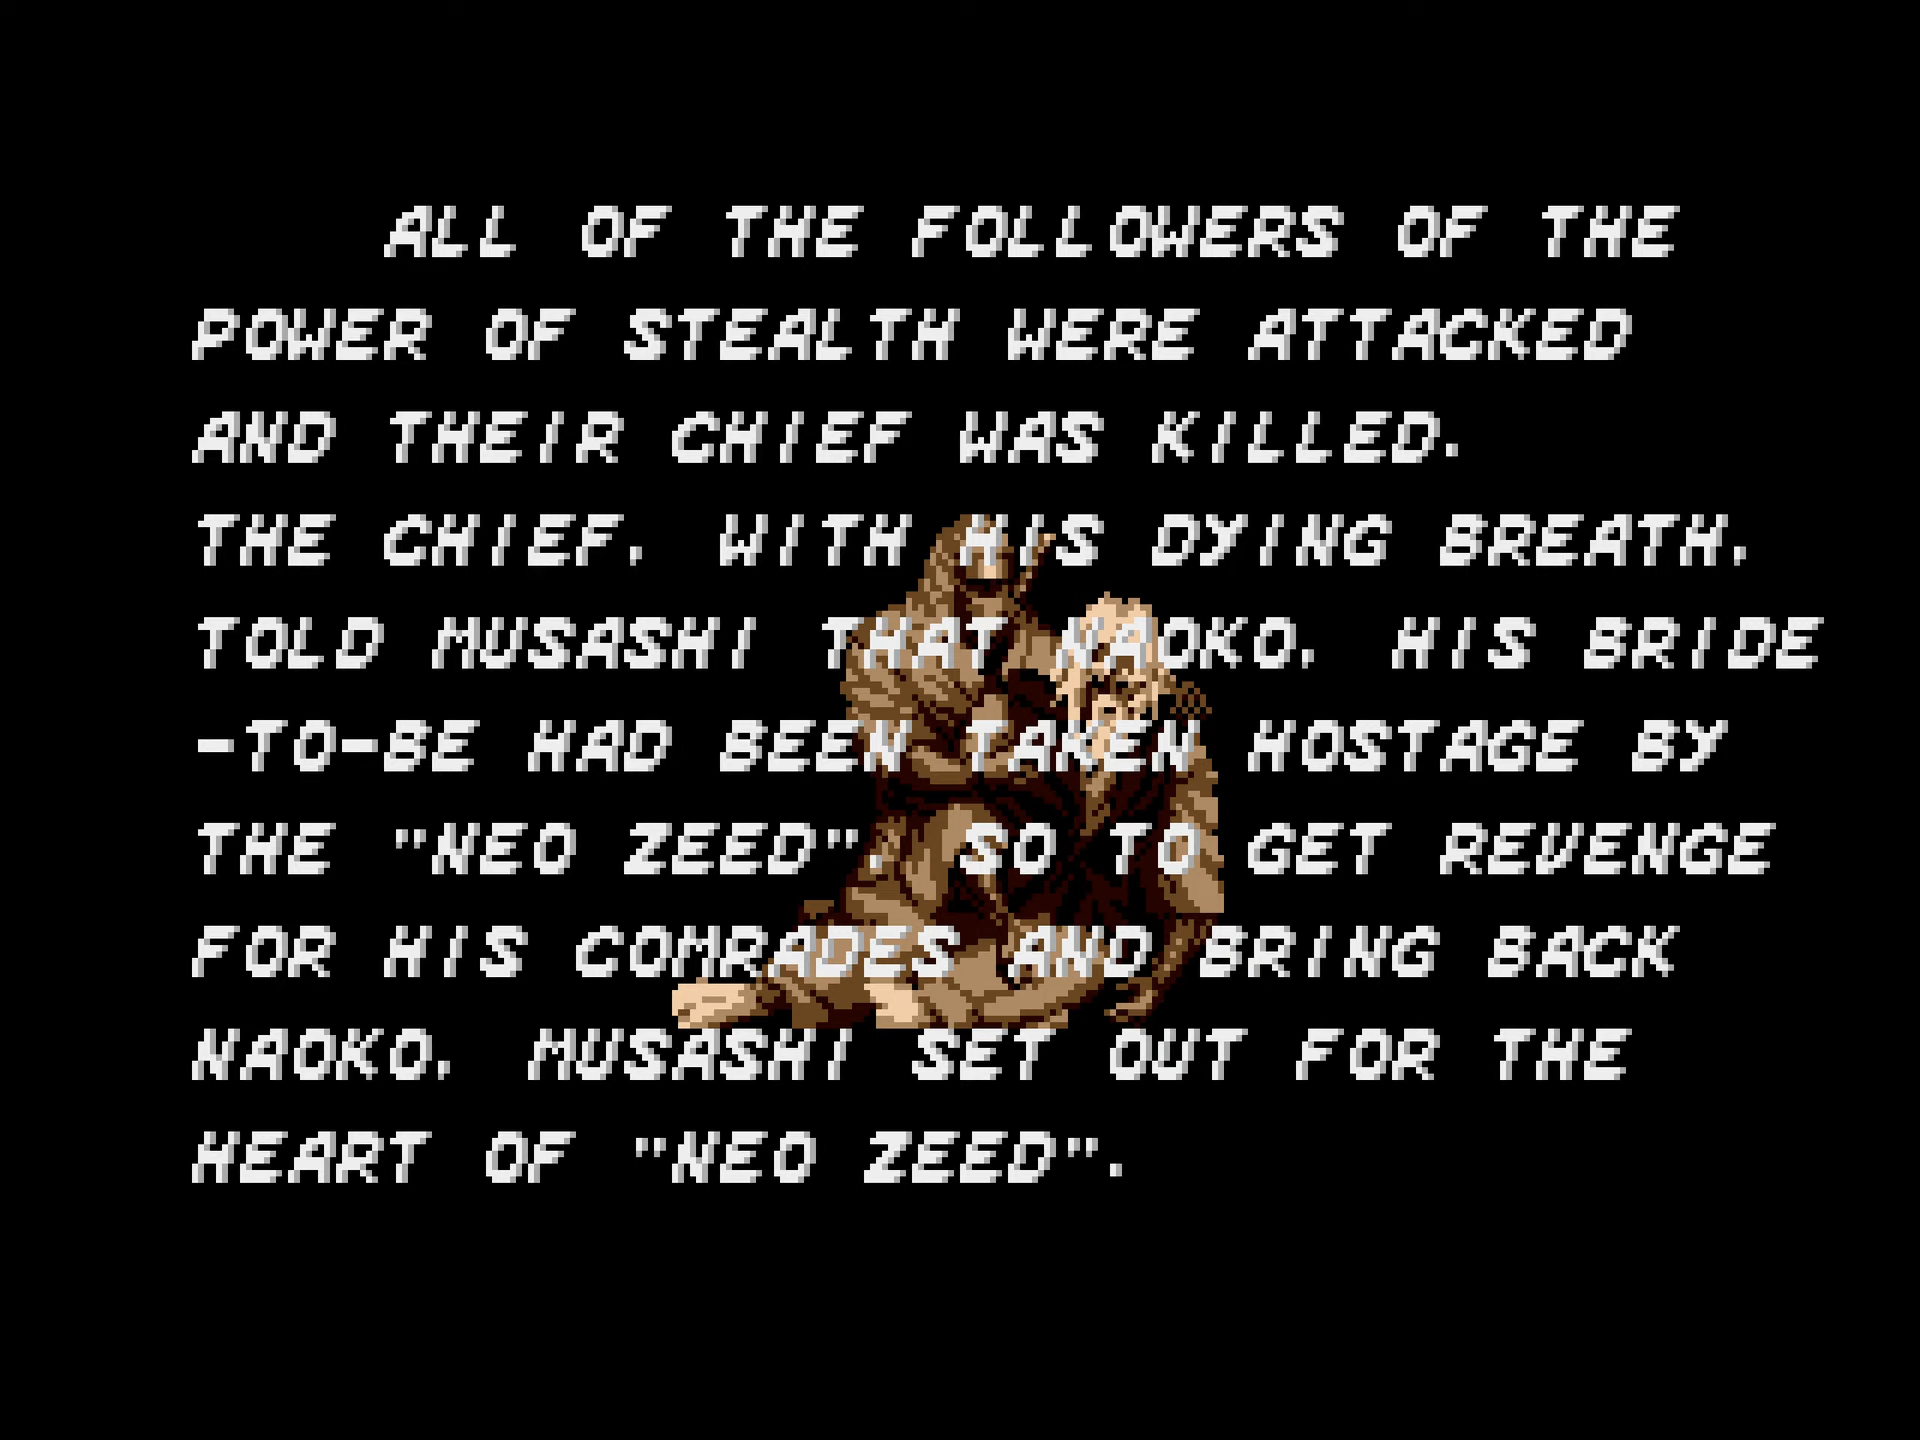 ALL OF THE FOLLOWERS OF THE
POWER OF STEALTH WERE ATTACKED
AND THEIR CHIEF WAS KILLED.
THE CHIEF. WITH HIS DYING BREATH.
TOLD MUSASHI THAT NAOKO. HIS BRIDE
-TO-BE HAD BEEN TAKEN HOSTAGE BY
THE "NEO ZEED". SO TO GET REVENGE
FOR HIS COMRADES AND BRING BACK
NAOKO. MUSASHI SET OUT FOR THE
HEART OF "NEO ZEED".